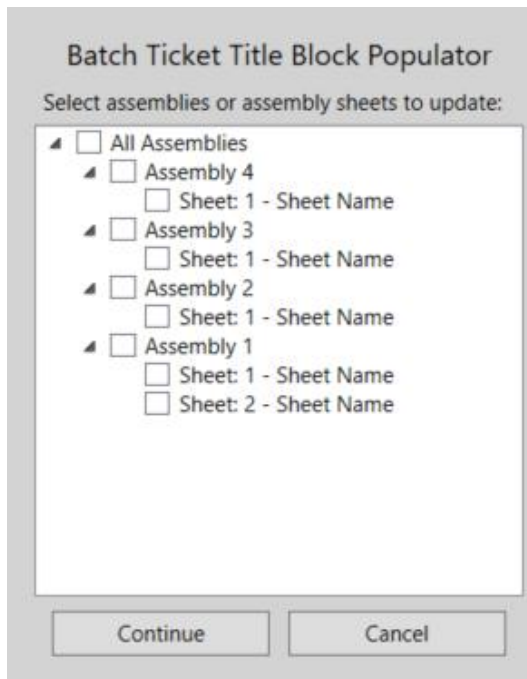 Batch Ticket Title Block Populator
Select assemblies or assembly sheets to update:
All Assemblies
Assembly 4
Sheet: 1 - Sheet Name
Assembly 3
Sheet: 1 - Sheet Name
Assembly 2
Sheet: 1 - Sheet Name
Assembly 1
Sheet: 1 - Sheet Name
Sheet: 2 - Sheet Name
Continue Cancel